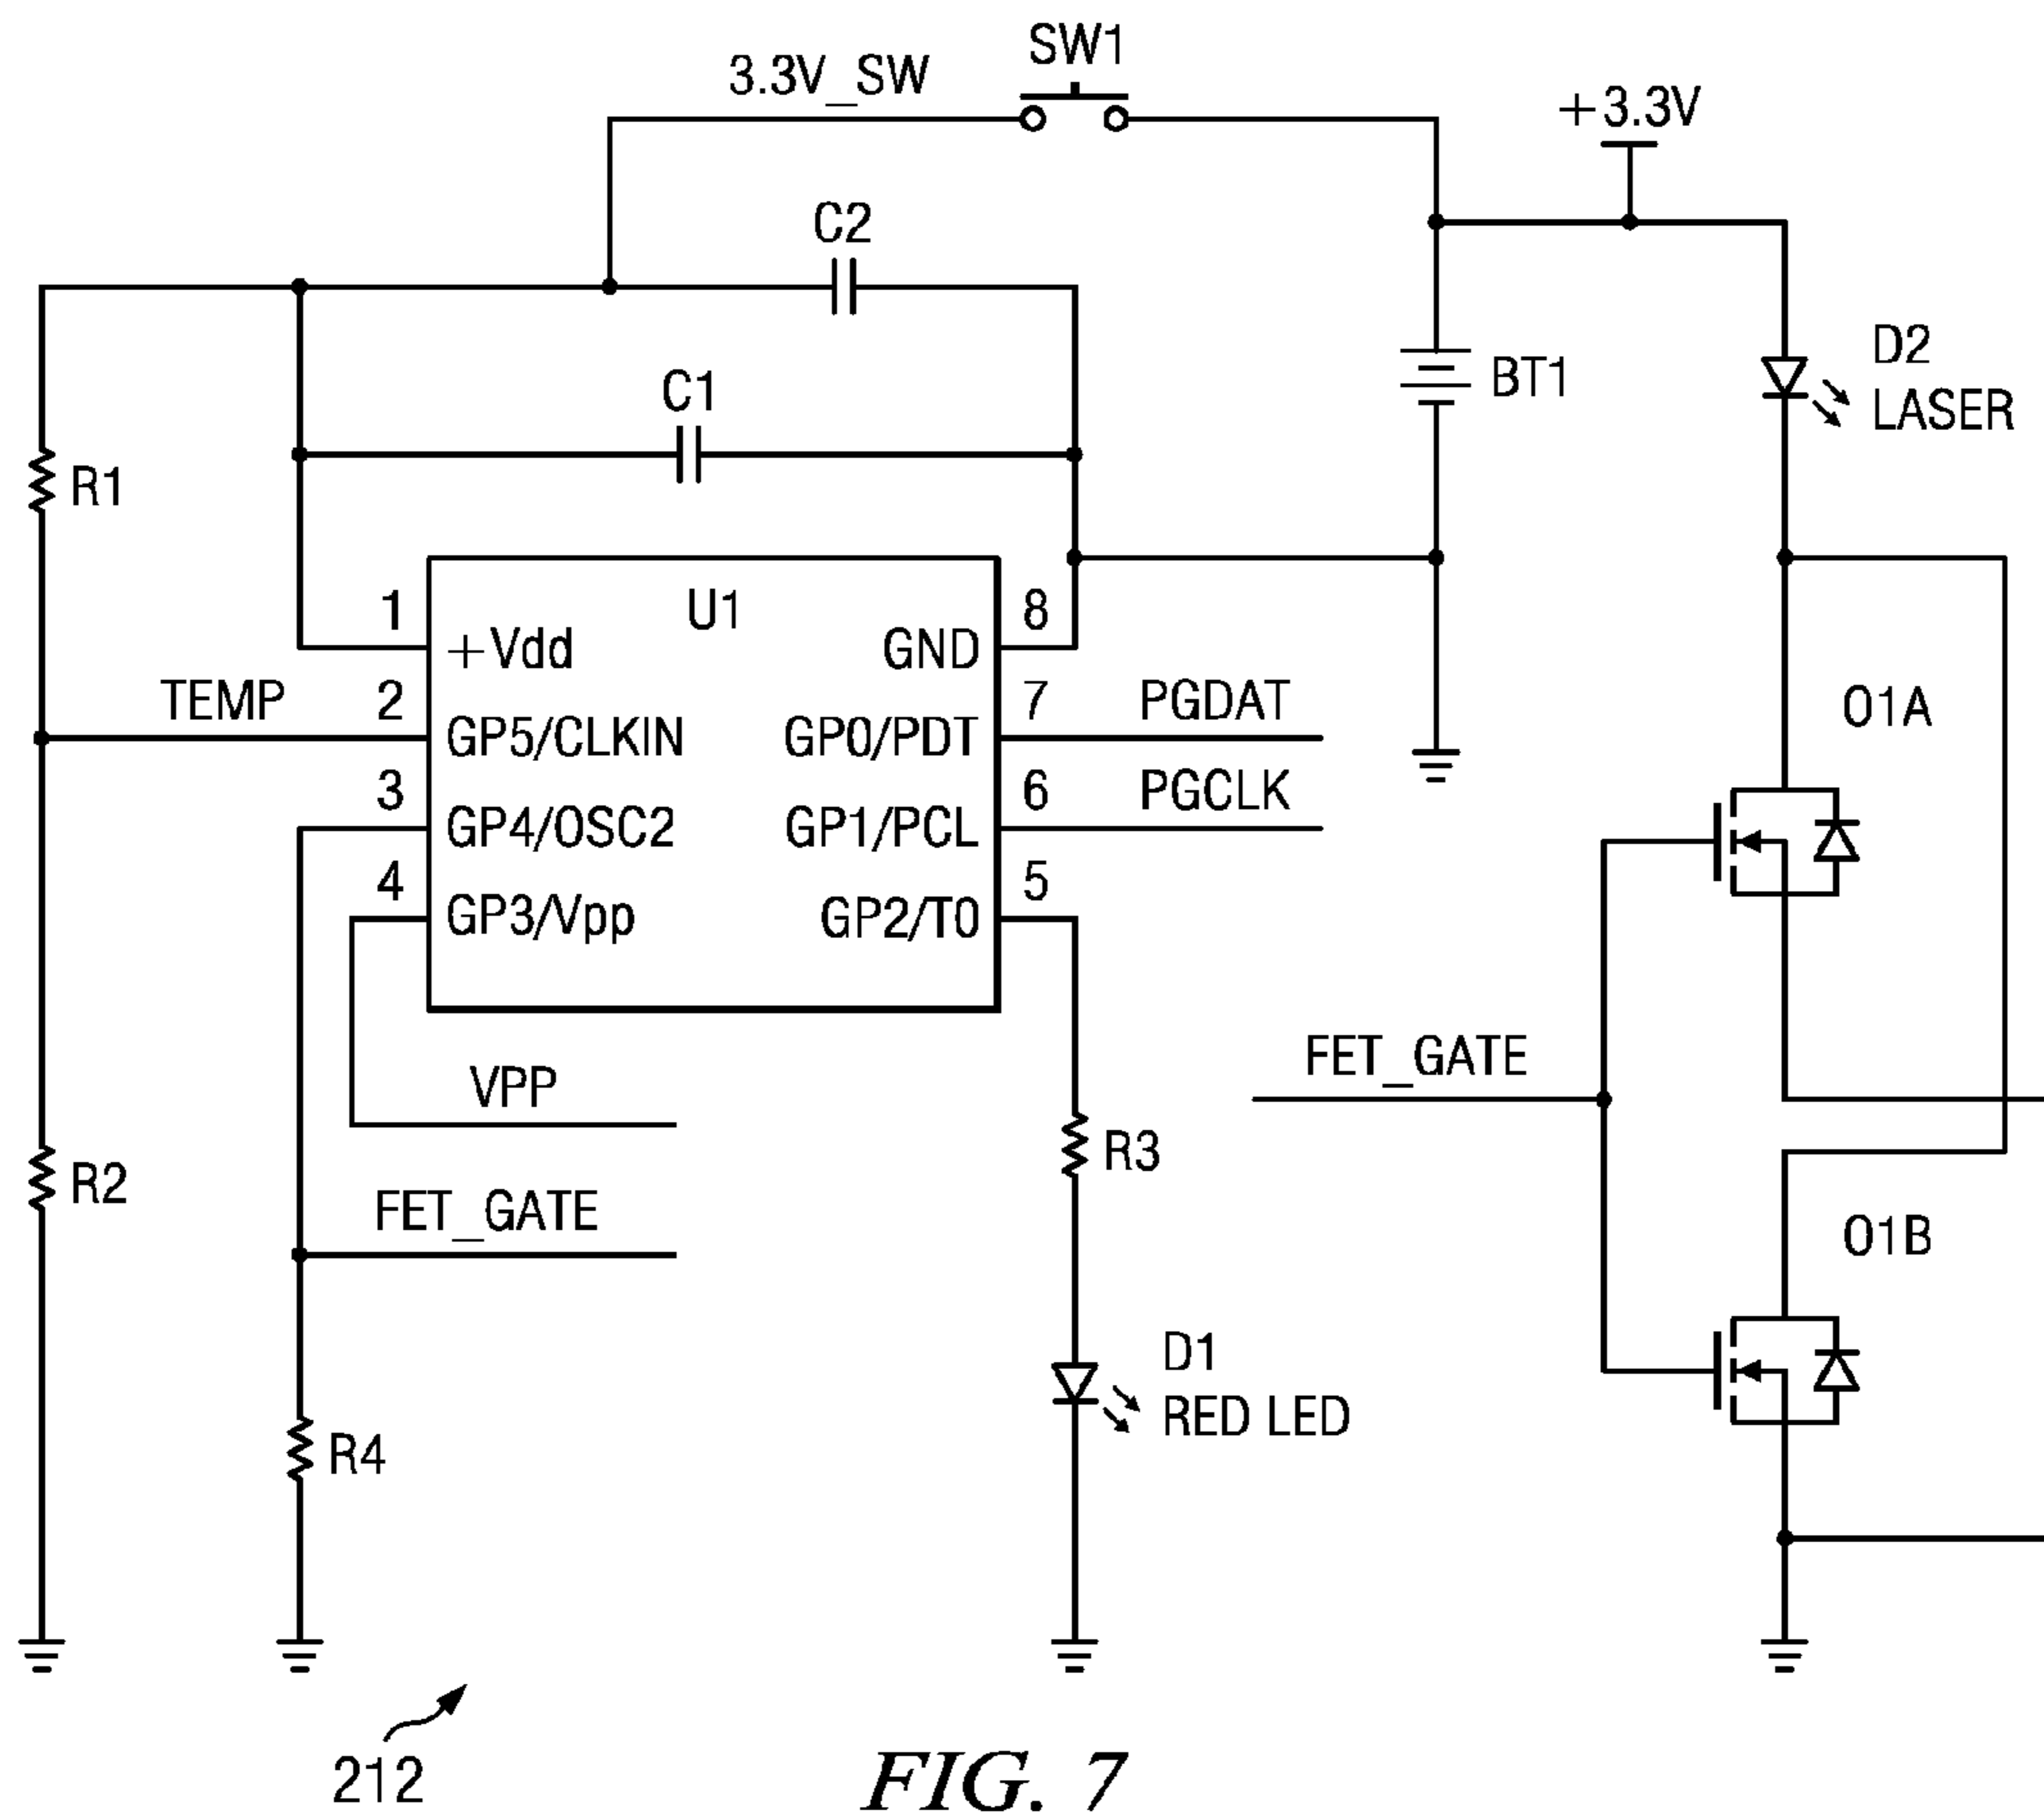 SW1
3.3V_SW
+3.3V
C2
D2
LASER
BT1
C1
R1
U1
1
+Vdd
8
GND
TEMP
2
GP5/CLKIN
7
GP0/PDT
PGDAT
3
GP4/OSC2
6
GP1/PCL
PGCLK
4
GP3/Vpp
5
GP2/T0
O1A
FET_GATE
VPP
R3
R2
FET_GATE
O1B
D1
RED LED
R4
212
FIG. 7